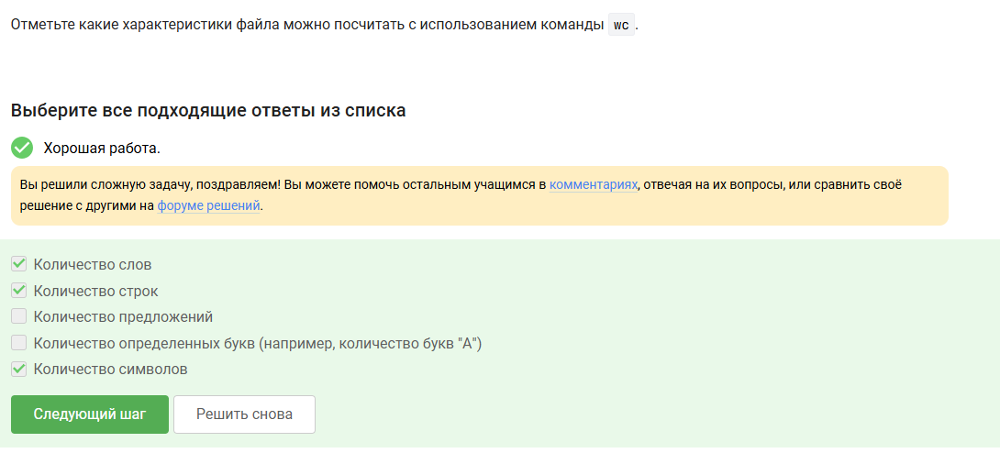 Отметьте какие характеристики файла можно посчитать с использованием команды wc.
Выберите все подходящие ответы из списка
Хорошая работа.
Вы решили сложную задачу, поздравляем! Вы можете помочь остальным учащимся в комментариях, отвечая на их вопросы, или сравнить своё
решение с другими на форуме решений.
Количество слов
Количество строк
Количество предложений
Количество определенных букв (например, количество букв "А")
Количество символов
Следующий шаг
Решить снова